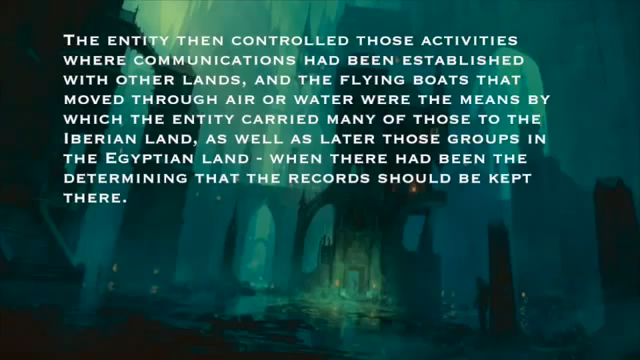 The entity then controlled those activities
where communications had been established
with other lands, and the flying boats that
moved through air or water were the means by
which the entity carried many of those to the
Iberian land, as well as later those groups in
the Egyptian land - when there had been the
determining that the records should be kept
there.